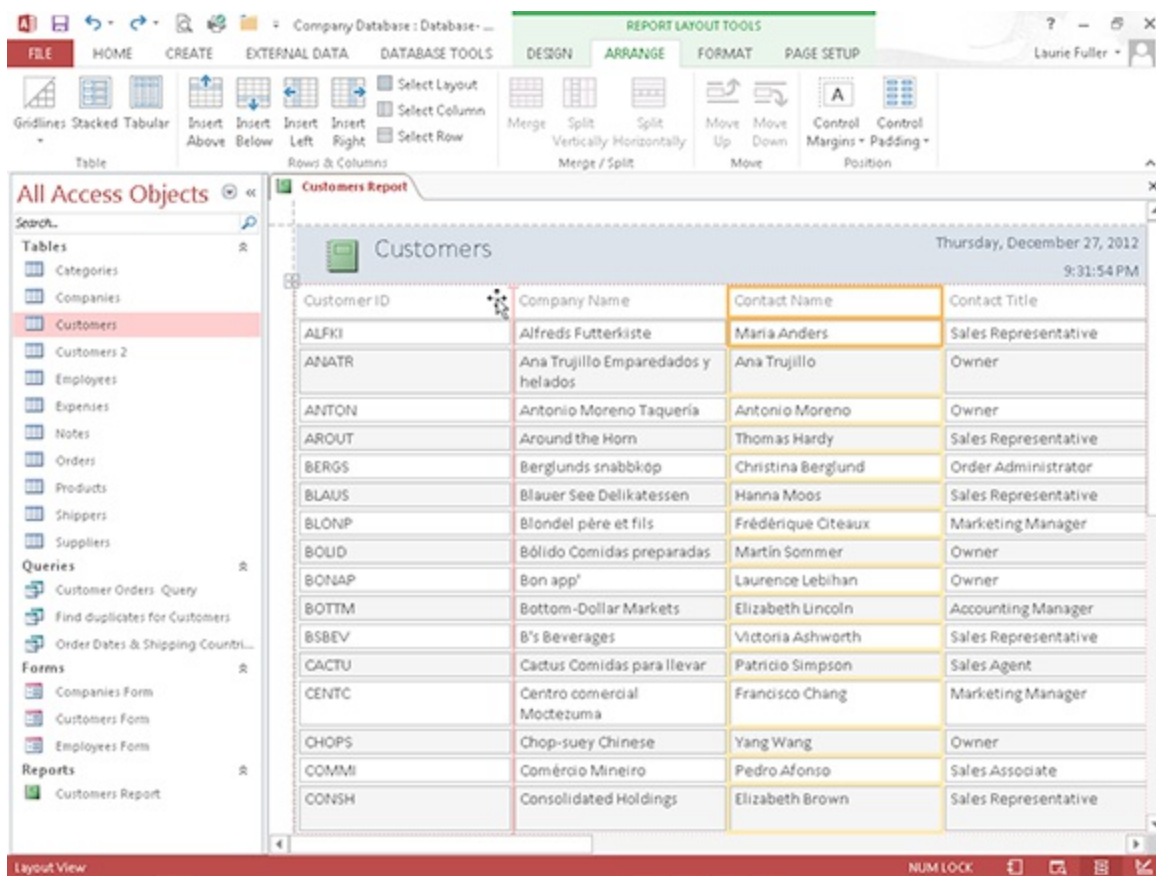 Company Database : Database- ...
REPORT LAYOUT TOOLS
?
FILE HOME CREATE EXTERNAL DATA DATABASE TOOLS DESIGN ARRANGE FORMAT PAGE SETUP Laurie Fuller
Gridlines Stacked Tabular
Insert Above Insert Below Insert Left Insert Right
Select Layout
Select Column
Select Row
Merge Split Vertically Split Horizontally
Move Up Move Down
A
Control Margins Control Padding
Table Rows & Columns Merge / Split Move Position
All Access Objects
Search...
Tables
Categories
Companies
Customers
Customers 2
Employees
Expenses
Notes
Orders
Products
Shippers
Suppliers
Queries
Customer Orders Query
Find duplicates for Customers
Order Dates & Shipping Countri...
Forms
Companies Form
Customers Form
Employees Form
Reports
Customers Report
Customers Report
Customers
Thursday, December 27, 2012
9:31:54 PM
Customer ID Company Name Contact Name Contact Title
ALFKI Alfreds Futterkiste Maria Anders Sales Representative
ANATR Ana Trujillo Emparedados y helados Ana Trujillo Owner
ANTON Antonio Moreno Taquería Antonio Moreno Owner
AROUT Around the Horn Thomas Hardy Sales Representative
BERGS Berglunds snabbköp Christina Berglund Order Administrator
BLAUS Blauer See Delikatessen Hanna Moos Sales Representative
BLONP Blondel père et fils Frédérique Citeaux Marketing Manager
BOLID Bólido Comidas preparadas Martín Sommer Owner
BONAP Bon app' Laurence Lebihan Owner
BOTTM Bottom-Dollar Markets Elizabeth Lincoln Accounting Manager
BSBEV B's Beverages Victoria Ashworth Sales Representative
CACTU Cactus Comidas para llevar Patricio Simpson Sales Agent
CENTC Centro comercial Moctezuma Francisco Chang Marketing Manager
CHOPS Chop-suey Chinese Yang Wang Owner
COMMI Comércio Mineiro Pedro Afonso Sales Associate
CONSH Consolidated Holdings Elizabeth Brown Sales Representative
Layout View
NUM LOCK